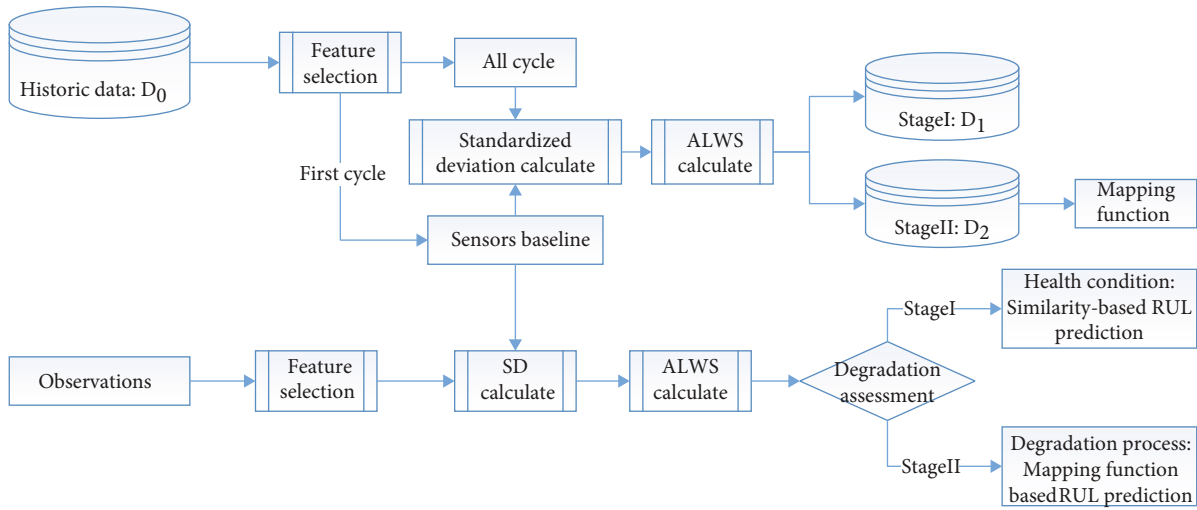 Historic data: D0
Feature
selection
All cycle
First cycle
Standardized
deviation calculate
ALWS
calculate
StageI: D1
StageII: D2
Mapping
function
Sensors baseline
Observations
Feature
selection
SD
calculate
ALWS
calculate
Degradation
assessment
StageI
Health condition:
Similarity-based RUL
prediction
StageII
Degradation process:
Mapping function
based RUL prediction